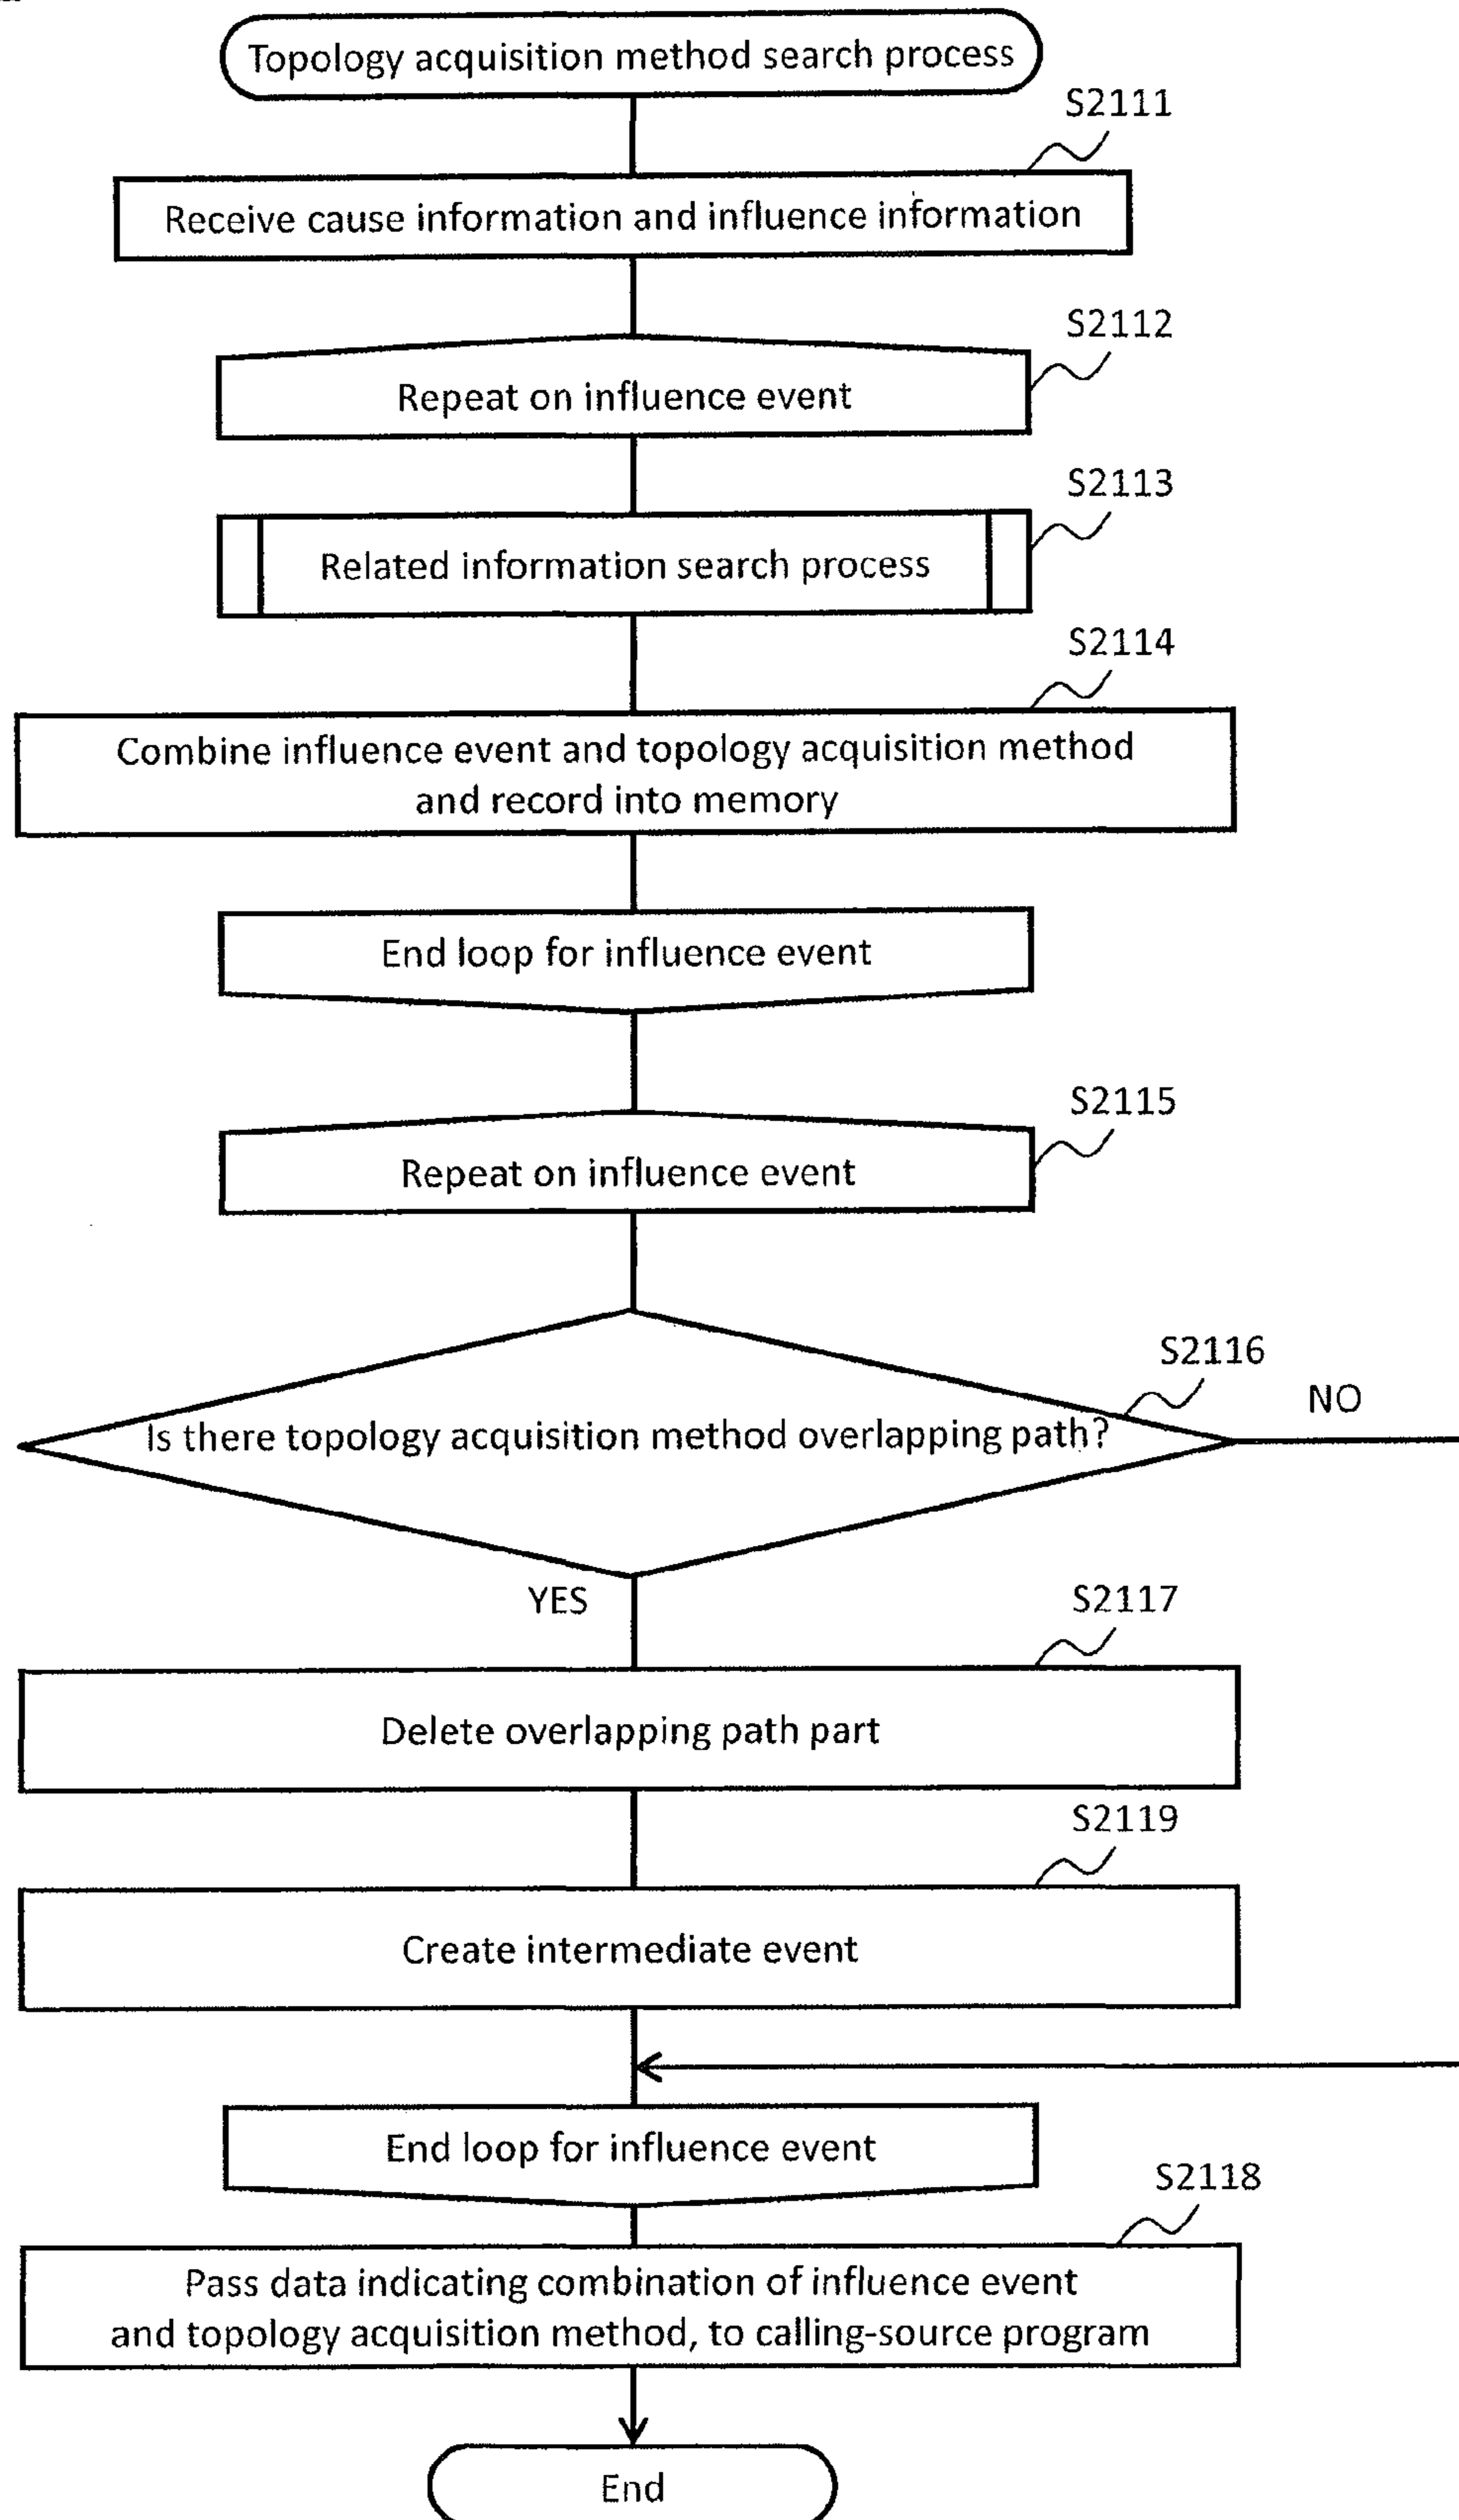 Topology acquisition method search process
S2111
Receive cause information and influence information
S2112
Repeat on influence event
S2113
Related information search process
S2114
Combine influence event and topology acquisition method
and record into memory
End loop for influence event
S2115
Repeat on influence event
S2116
NO
Is there topology acquisition method overlapping path?
YES
S2117
Delete overlapping path part
S2119
Create intermediate event
End loop for influence event
S2118
Pass data indicating combination of influence event
and topology acquisition method, to calling-source program
End